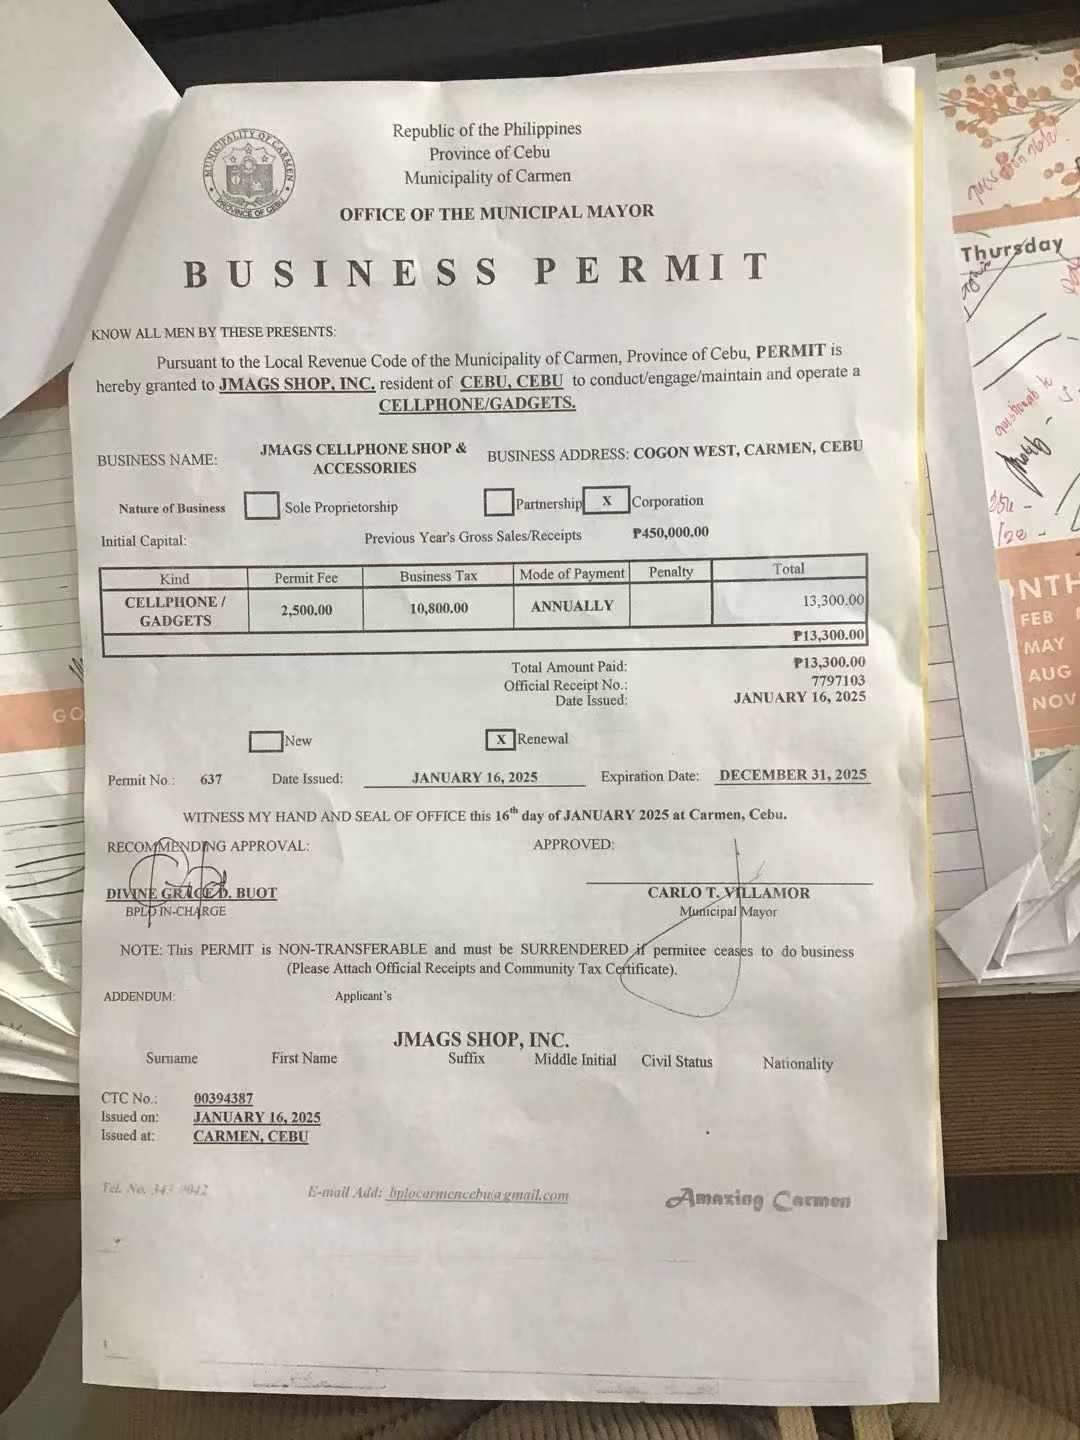 MUNICIPALITY OF CARMEN
PROVINCE OF CEBU
Republic of the Philippines
Province of Cebu
Municipality of Carmen
OFFICE OF THE MUNICIPAL MAYOR
BUSINESS PERMIT
KNOW ALL MEN BY THESE PRESENTS:
Pursuant to the Local Revenue Code of the Municipality of Carmen, Province of Cebu, PERMIT is
hereby granted to JMAGS SHOP, INC. resident of CEBU, CEBU to conduct/engage/maintain and operate a
CELLPHONE/GADGETS.
BUSINESS NAME: JMAGS CELLPHONE SHOP & ACCESSORIES BUSINESS ADDRESS: COGON WEST, CARMEN, CEBU
Nature of Business Sole Proprietorship Partnership X Corporation
Initial Capital: Previous Year's Gross Sales/Receipts ₱450,000.00
Kind Permit Fee Business Tax Mode of Payment Penalty Total
CELLPHONE / GADGETS 2,500.00 10,800.00 ANNUALLY 13,300.00
₱13,300.00
Total Amount Paid: ₱13,300.00
Official Receipt No.: 7797103
Date Issued: JANUARY 16, 2025
New X Renewal
Permit No.: 637 Date Issued: JANUARY 16, 2025 Expiration Date: DECEMBER 31, 2025
WITNESS MY HAND AND SEAL OF OFFICE this 16th day of JANUARY 2025 at Carmen, Cebu.
RECOMMENDING APPROVAL: APPROVED:
DIVINE GRACE D. BUOT CARLO T. VILLAMOR
BPLO IN-CHARGE Municipal Mayor
NOTE: This PERMIT is NON-TRANSFERABLE and must be SURRENDERED if permitee ceases to do business
(Please Attach Official Receipts and Community Tax Certificate).
ADDENDUM: Applicant's
JMAGS SHOP, INC.
Surname First Name Suffix Middle Initial Civil Status Nationality
CTC No.: 00394387
Issued on: JANUARY 16, 2025
Issued at: CARMEN, CEBU
Tel. No. E-mail Add: bplocarmencebu@gmail.com Amazing Carmen
Thursday
FEB
MAY
AUG
NOV
GO